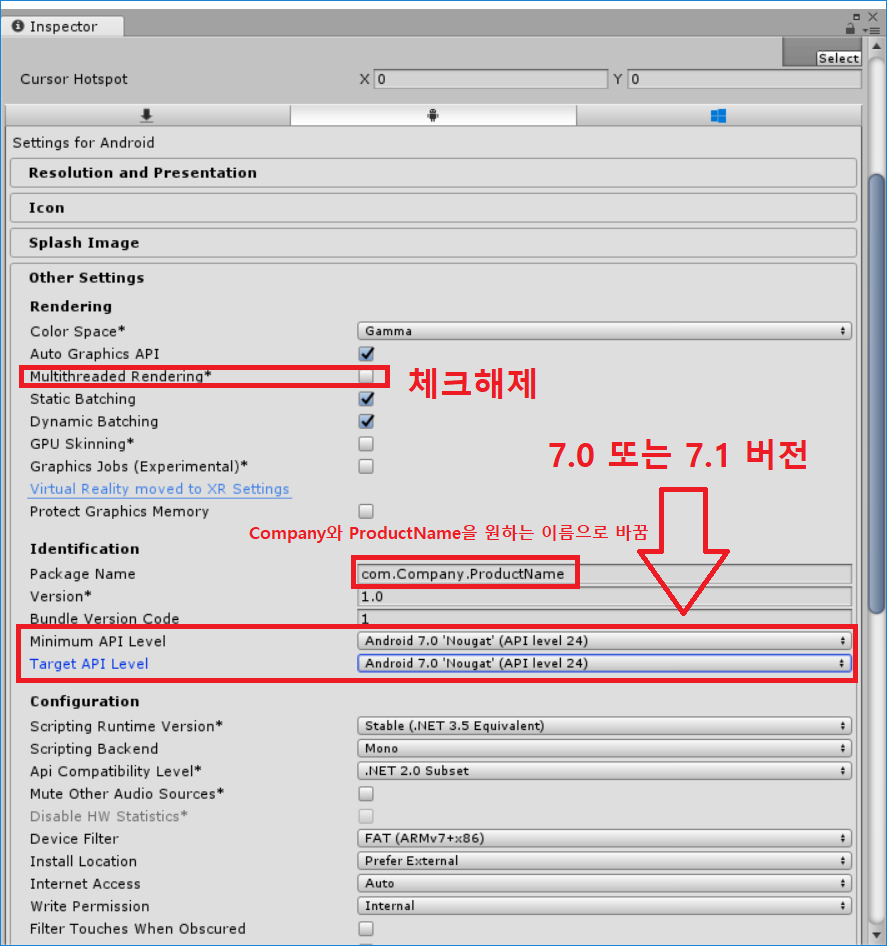 Inspector
Select
Cursor Hotspot X 0 Y 0
Settings for Android
Resolution and Presentation
Icon
Splash Image
Other Settings
Rendering
Color Space* Gamma
Auto Graphics API
Multithreaded Rendering* 체크해제
Static Batching
Dynamic Batching
GPU Skinning* 7.0 또는 7.1 버전
Graphics Jobs (Experimental)*
Virtual Reality moved to XR Settings
Protect Graphics Memory
Company와 ProductName을 원하는 이름으로 바꿈
Identification
Package Name com.Company.ProductName
Version* 1.0
Bundle Version Code 1
Minimum API Level Android 7.0 'Nougat' (API level 24)
Target API Level Android 7.0 'Nougat' (API level 24)
Configuration
Scripting Runtime Version* Stable (.NET 3.5 Equivalent)
Scripting Backend Mono
Api Compatibility Level* .NET 2.0 Subset
Mute Other Audio Sources*
Disable HW Statistics*
Device Filter FAT (ARMv7+x86)
Install Location Prefer External
Internet Access Auto
Write Permission Internal
Filter Touches When Obscured